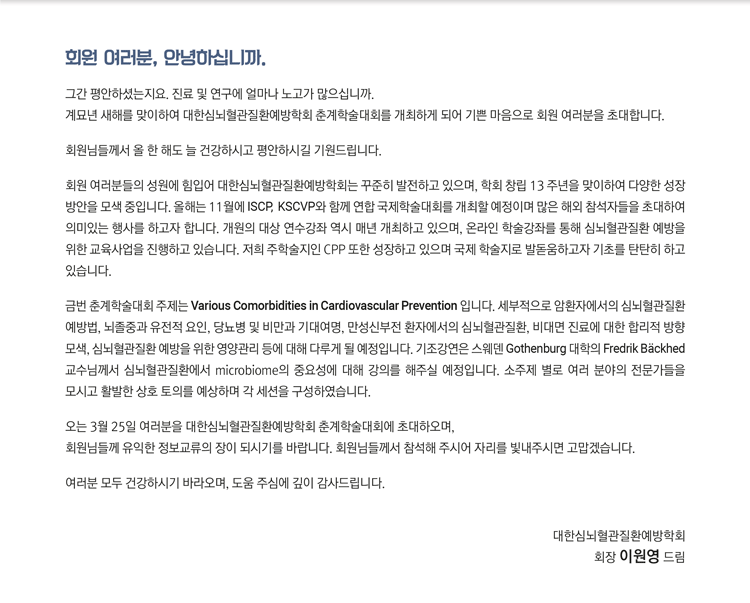 회원 여러분, 안녕하십니까.
그간 평안하셨는지요. 진료 및 연구에 얼마나 노고가 많으십니까.
계묘년 새해를 맞이하여 대한심뇌혈관질환예방학회 춘계학술대회를 개최하게 되어 기쁜 마음으로 회원 여러분을 초대합니다.
회원님들께서 올 한 해도 늘 건강하시고 평안하시길 기원드립니다.
회원 여러분들의 성원에 힘입어 대한심뇌혈관질환예방학회는 꾸준히 발전하고 있으며, 학회 창립 13 주년을 맞이하여 다양한 성장
방안을 모색 중입니다. 올해는 11월에 ISCP, KSCVP와 함께 연합 국제학술대회를 개최할 예정이며 많은 해외 참석자들을 초대하여
의미있는 행사를 하고자 합니다. 개원의 대상 연수강좌 역시 매년 개최하고 있으며, 온라인 학술강좌를 통해 심뇌혈관질환 예방을
위한 교육사업을 진행하고 있습니다. 저희 주학술지인 CPP 또한 성장하고 있으며 국제 학술지로 발돋움하고자 기초를 탄탄히 하고
있습니다.
금번 춘계학술대회 주제는 Various Comorbidities in Cardiovascular Prevention 입니다. 세부적으로 암환자에서의 심뇌혈관질환
예방법, 뇌졸중과 유전적 요인, 당뇨병 및 비만과 기대여명, 만성신부전 환자에서의 심뇌혈관질환, 비대면 진료에 대한 합리적 방향
모색, 심뇌혈관질환 예방을 위한 영양관리 등에 대해 다루게 될 예정입니다. 기조강연은 스웨덴 Gothenburg 대학의 Fredrik Bäckhed
교수님께서 심뇌혈관질환에서 microbiome의 중요성에 대해 강의를 해주실 예정입니다. 소주제 별로 여러 분야의 전문가들을
모시고 활발한 상호 토의를 예상하며 각 세션을 구성하였습니다.
오는 3월 25일 여러분을 대한심뇌혈관질환예방학회 춘계학술대회에 초대하오며,
회원님들께 유익한 정보교류의 장이 되시기를 바랍니다. 회원님들께서 참석해 주시어 자리를 빛내주시면 고맙겠습니다.
여러분 모두 건강하시기 바라오며, 도움 주심에 깊이 감사드립니다.
대한심뇌혈관질환예방학회
회장 이원영 드림